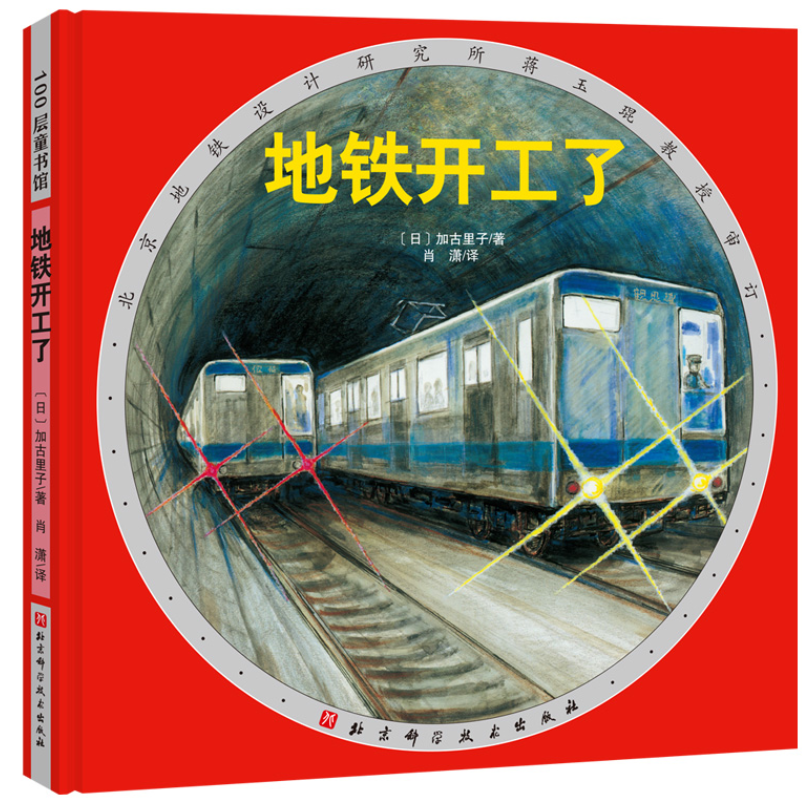 北京地铁设计研究所蒋玉琨教授审订
地铁开工了
〔日〕加古里子/著
肖 潇/译
北京科学技术出版社
100层童书馆
地铁开工了
〔日〕加古里子/著 肖 潇/译
北京科学技术出版社